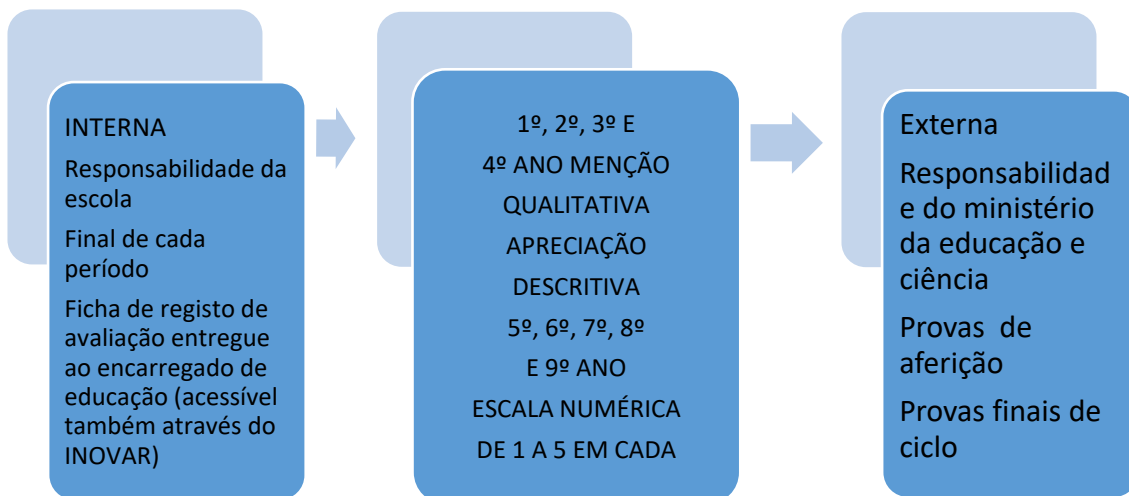 INTERNA
Responsabilidade da
escola
Final de cada
período
Ficha de registo de
avaliação entregue
ao encarregado de
educação (acessível
também através do
INOVAR)
1º, 2º, 3º E
4º ANO MENÇÃO
QUALITATIVA
APRECIAÇÃO
DESCRITIVA
5º, 6º, 7º, 8º
E 9º ANO
ESCALA NUMÉRICA
DE 1 A 5 EM CADA
Externa
Responsabilidad
e do ministério
da educação e
ciência
Provas de
aferição
Provas finais de
ciclo